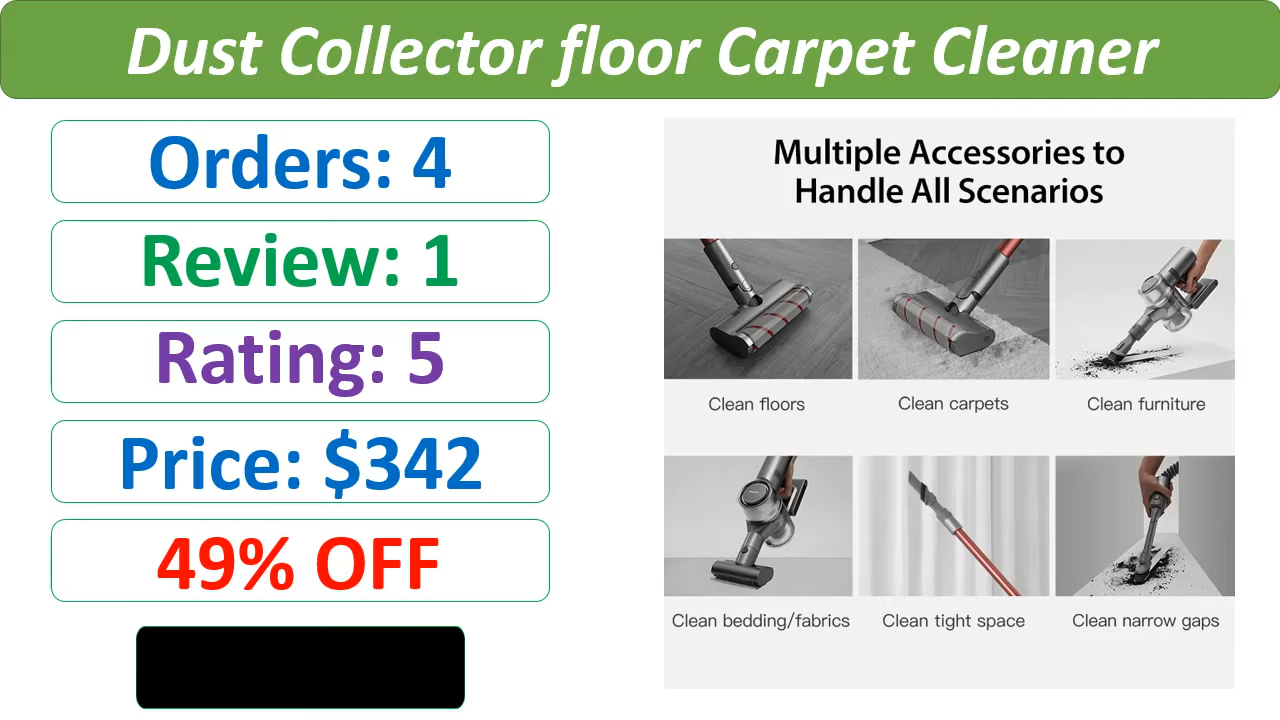 Dust Collector floor Carpet Cleaner
Orders: 4
Review: 1
Rating: 5
Price: $342
49% OFF
Multiple Accessories to
Handle All Scenarios
Clean floors
Clean carpets
Clean furniture
Clean bedding/fabrics
Clean tight space
Clean narrow gaps